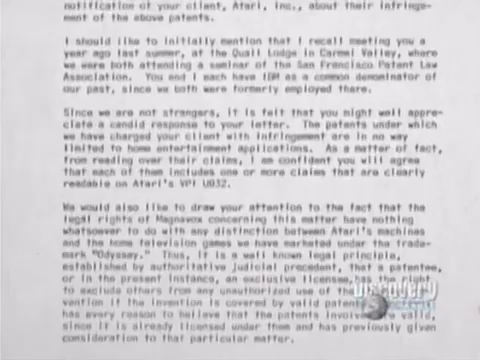 notification of your client, Atari, Inc., about their infringe-
ment of the above patents.
I should like to initially mention that I recall meeting you a
year ago last summer, at the Quail Lodge in Carmel Valley, where
we were both attending a seminar of the San Francisco Patent Law
Association. You and I each have IBM as a common denominator of
our past, since we both were formerly employed there.
Since we are not strangers, it is felt that you might well appre-
ciate a candid response to your letter. The patents under which
we have charged your client with infringement are in no way
limited to home entertainment applications. As a matter of fact,
from reading over their claims, I am confident you will agree
that each of them includes one or more claims that are clearly
readable on Atari's
We would also like to draw your attention to the fact that the
legal rights of Magnavox concerning this matter have nothing
whatsoever to do with any distinction between Atari's machines
and the home television games we have marketed under the trade-
mark "Odyssey." Thus, it is a well known legal principle,
established by authoritative judicial precedent, that a patentee,
or in the present instance, an exclusive licensee, has the right
to exclude others from any unauthorized use of the
vention if the invention is covered by valid patents
has every reason to believe that the patents involved are valid,
since it is already licensed under them and has previously given
consideration to that particular matter.
Discovery